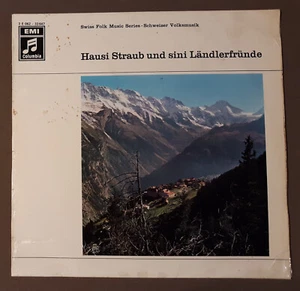 EMI
Columbia
Swiss Folk Music Series - Schweizer Volksmusik
Hausi Straub und sini Ländlerfründe